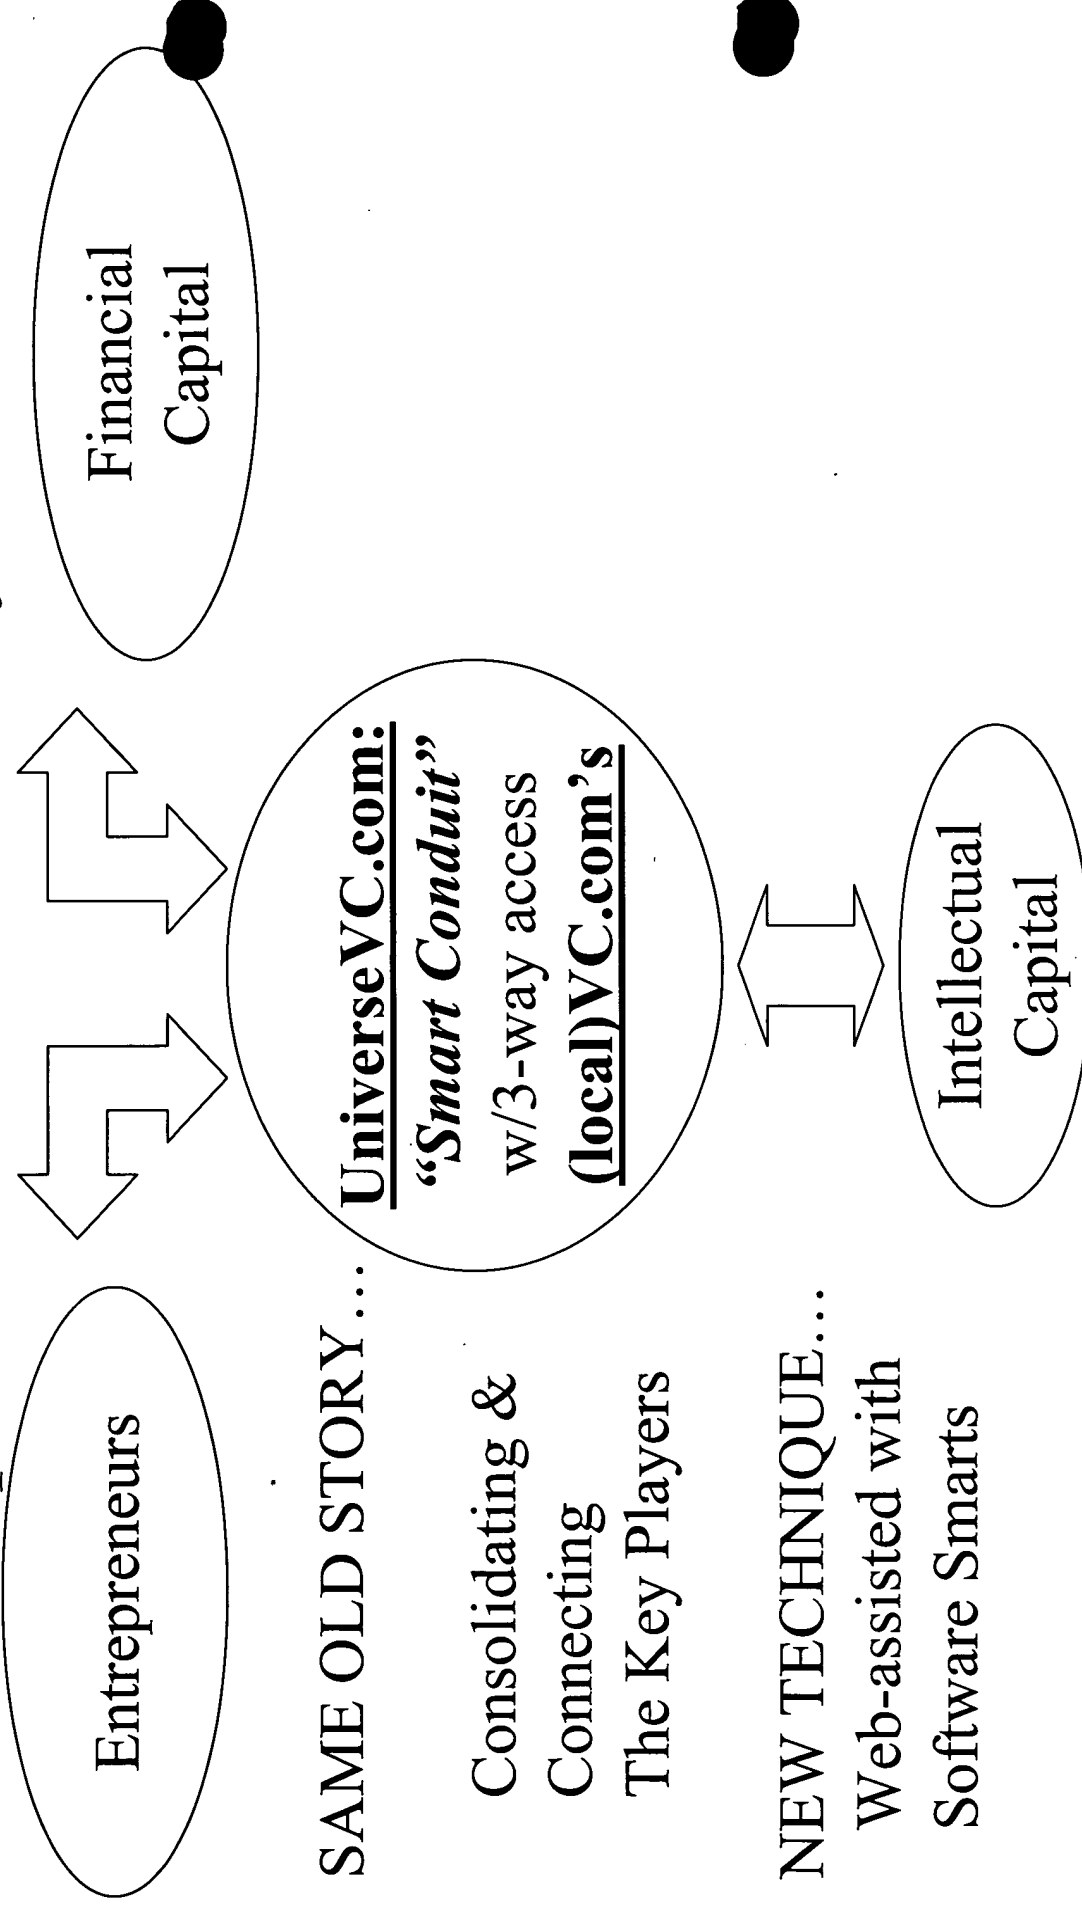 Entrepreneurs
Financial
Capital
UniverseVC.com:
“Smart Conduit”
w/3-way access
(local)VC.com’s
SAME OLD STORY…
Consolidating &
Connecting
The Key Players
NEW TECHNIQUE…
Web-assisted with
Software Smarts
Intellectual
Capital